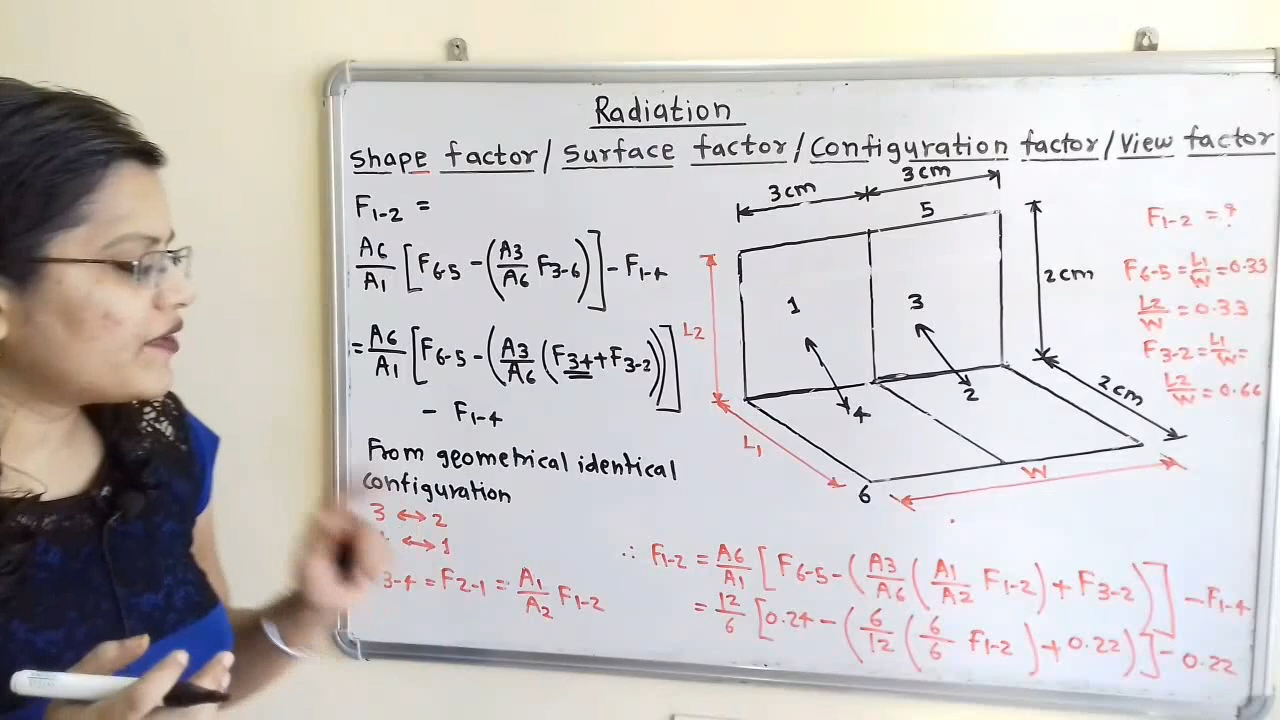 Radiation
Shape factor/Surface factor/Configuration factor/View factor
F1-2 =
A6/A1 [F6-5 - (A3/A6 F3-6)] - F1-4
= A6/A1 [F6-5 - (A3/A6 (F3-4 + F3-2))]
- F1-4
From geometrical identical
configuration
3 ↔ 2
↔ 1
3-4 = F2-1 = A1/A2 F1-2
3cm 3cm
5
1 3
2cm
L2
4 2
2cm
L1
W
6
F1-2 = ?
F6-5 = L1/W = 0.33
L2/W = 0.33
F3-2 = L1/W =
L2/W = 0.66
∴ F1-2 = A6/A1 [F6-5 - (A3/A6 (A1/A2 F1-2) + F3-2)] - F1-4
= 12/6 [0.24 - (6/12 (6/6 F1-2) + 0.22)] - 0.22